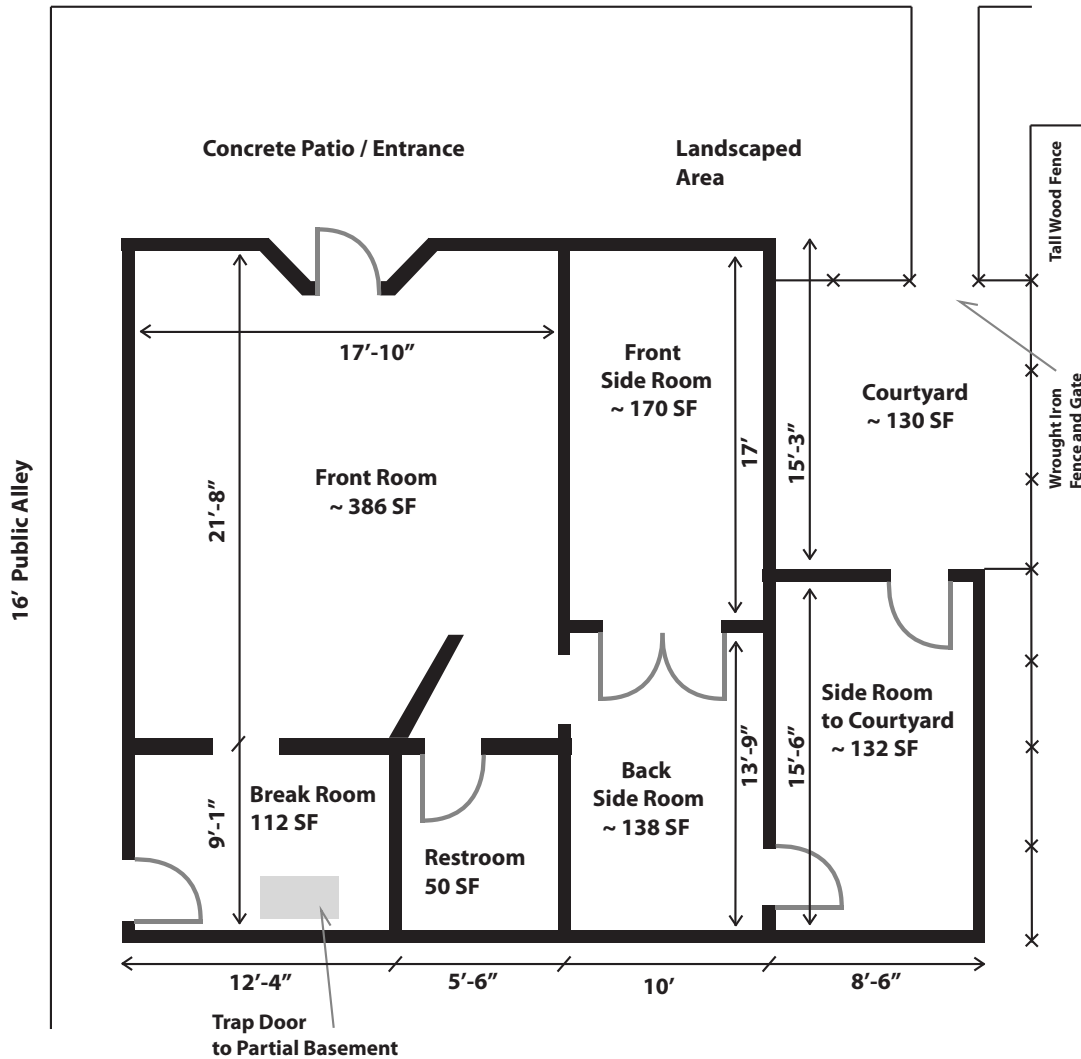 Concrete Patio / Entrance
Landscaped
Area
Tall Wood Fence
17’-10”
Front
Side Room
~ 170 SF
Courtyard
~ 130 SF
Wrought Iron
Fence and Gate
17’
15’-3”
16’ Public Alley
21’-8”
Front Room
~ 386 SF
Side Room
to Courtyard
~ 132 SF
13’-9”
15’-6”
9’-1”
Break Room
112 SF
Back
Side Room
~ 138 SF
Restroom
50 SF
12’-4”
5’-6”
10’
8’-6”
Trap Door
to Partial Basement